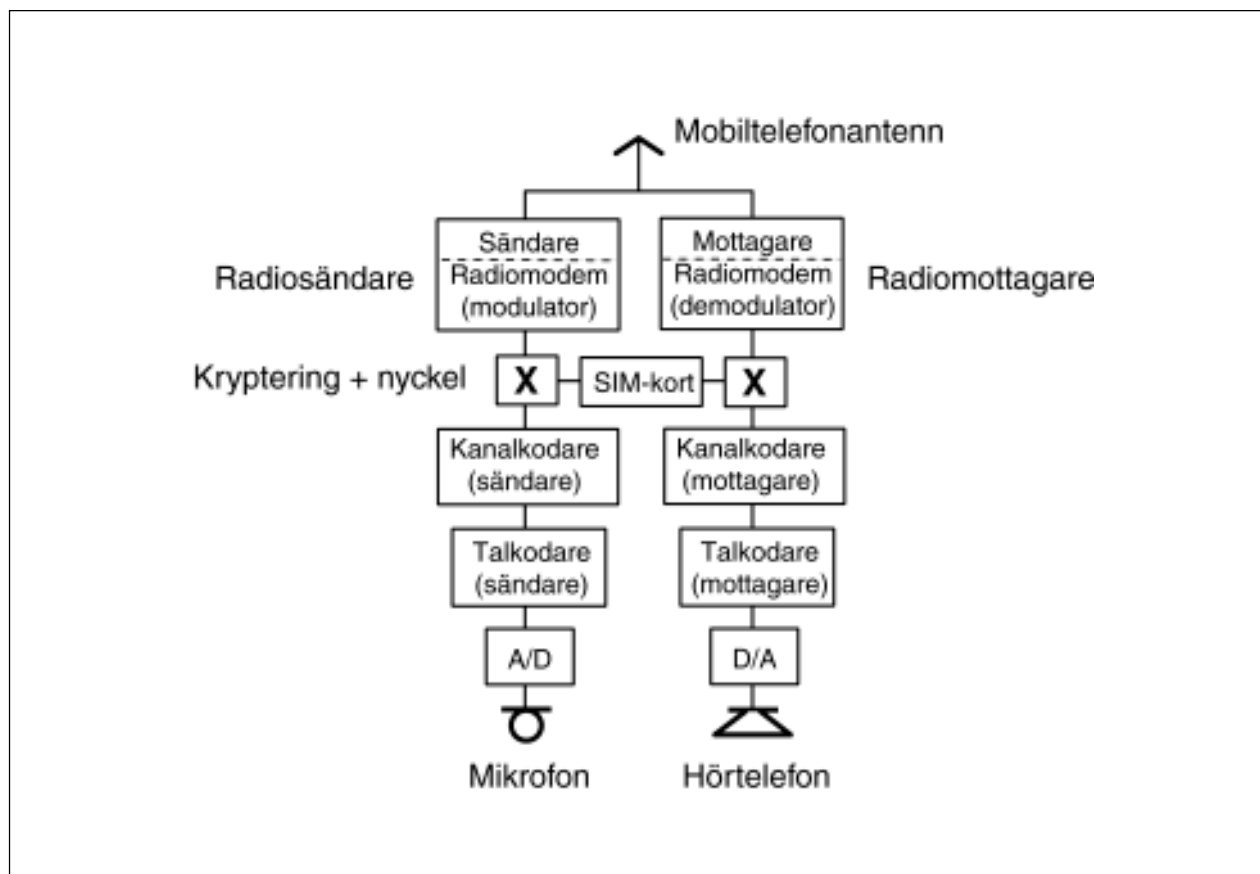 Mobiltelefonantenn
Sändare
Mottagare
Radiosändare
Radiomodem
(modulator)
Radiomodem
(demodulator)
Radiomottagare
Kryptering + nyckel
X
SIM-kort
X
Kanalkodare
(sändare)
Kanalkodare
(mottagare)
Talkodare
(sändare)
Talkodare
(mottagare)
A/D
D/A
Mikrofon
Hörtelefon